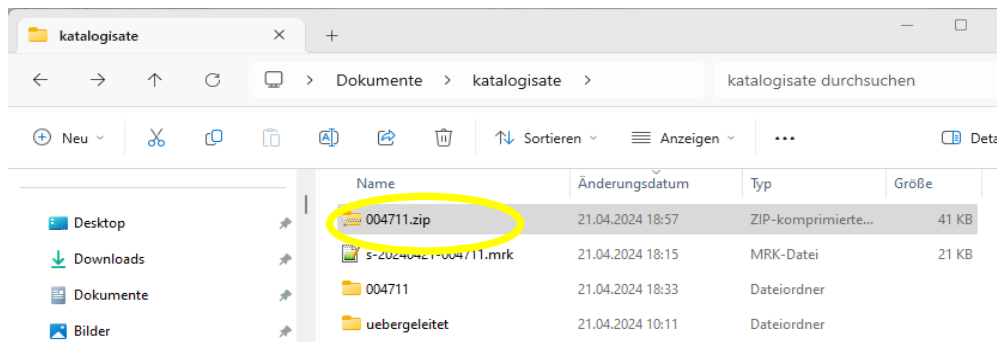 katalogisate
Dokumente > katalogisate > katalogisate durchsuchen
Neu Sortieren Anzeigen ... Deta
Name Änderungsdatum Typ Größe
Desktop 004711.zip 21.04.2024 18:57 ZIP-komprimierte... 41 KB
Downloads s-20240421-004711.mrk 21.04.2024 18:15 MRK-Datei 21 KB
Dokumente 004711 21.04.2024 18:33 Dateiordner
Bilder uebergeleitet 21.04.2024 10:11 Dateiordner